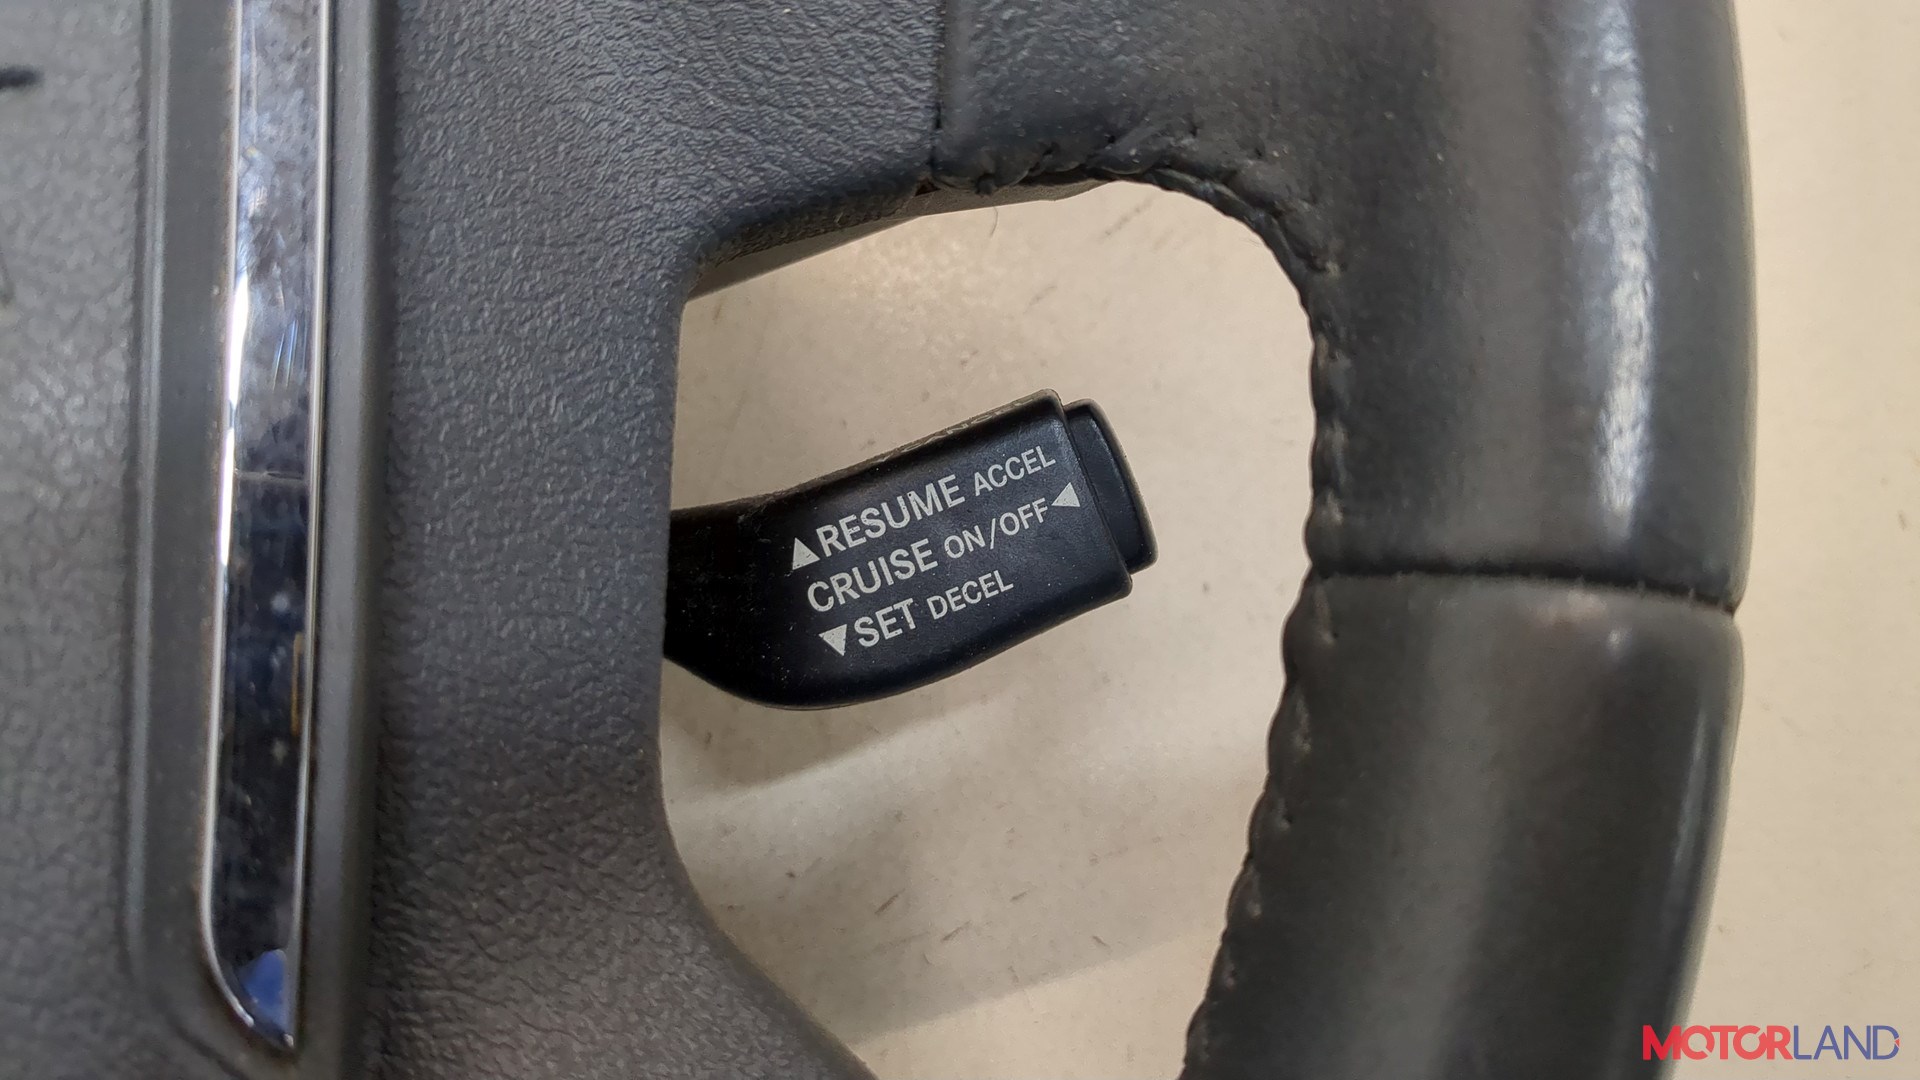 ▲RESUME ACCEL
CRUISE ON/OFF◀
▼SET DECEL
MOTORLAND